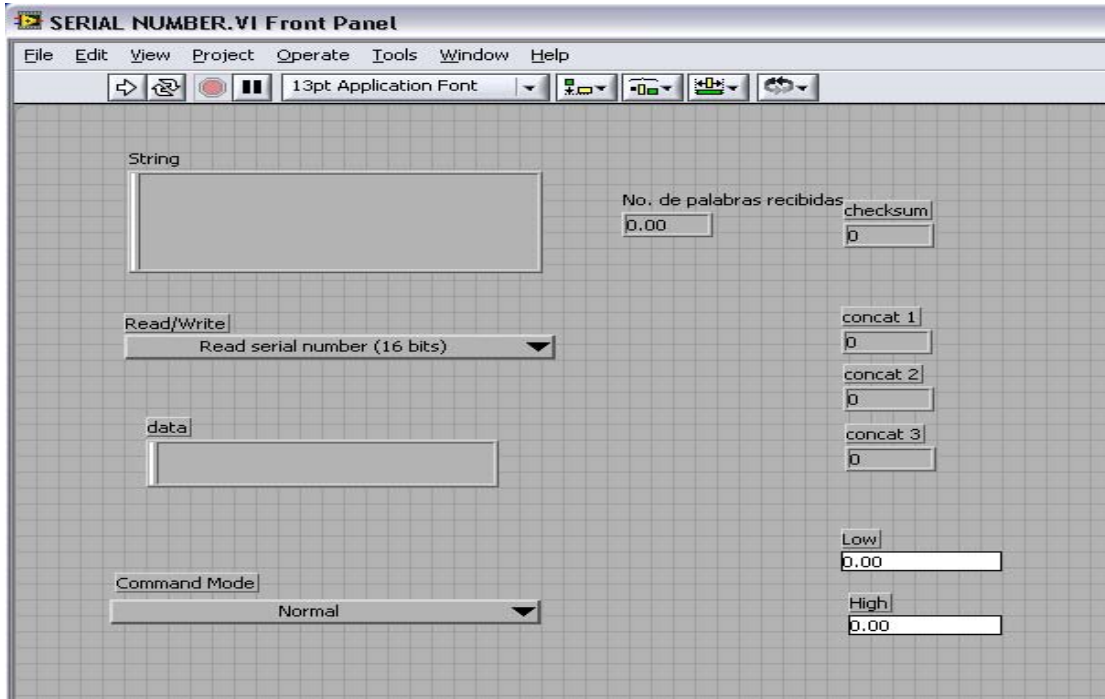 SERIAL NUMBER.VI Front Panel
File Edit View Project Operate Tools Window Help
13pt Application Font
String
No. de palabras recibidas
0.00
checksum
0
Read/Write
Read serial number (16 bits)
concat 1
0
concat 2
0
data
concat 3
0
Low
0.00
Command Mode
Normal
High
0.00